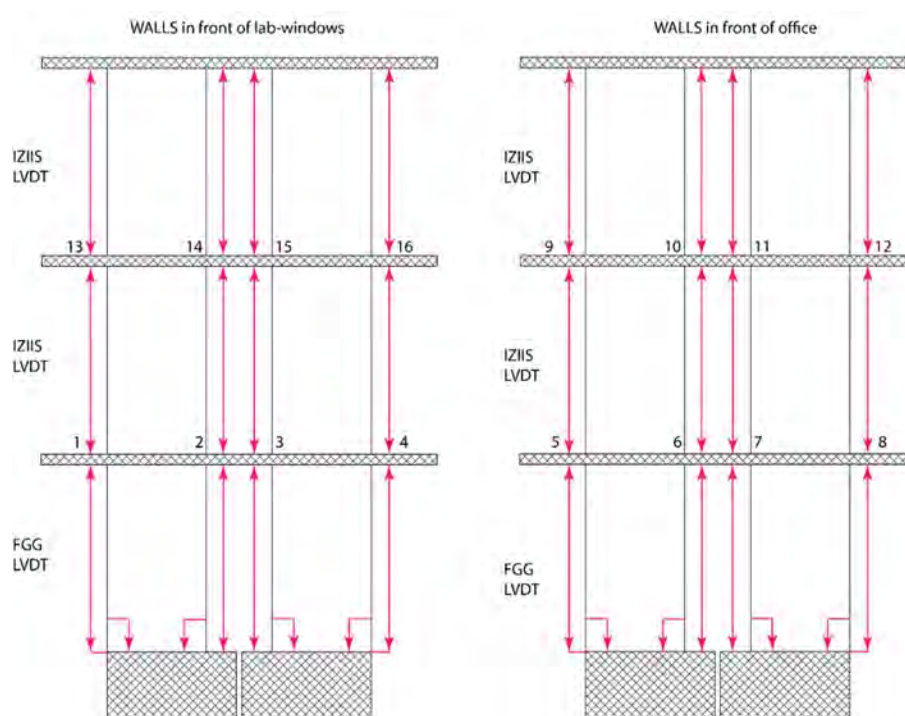 WALLS in front of lab-windows
IZIIS
LVDT
13 14 15 16
IZIIS
LVDT
1 2 3 4
FGG
LVDT
WALLS in front of office
IZIIS
LVDT
9 10 11 12
IZIIS
LVDT
5 6 7 8
FGG
LVDT